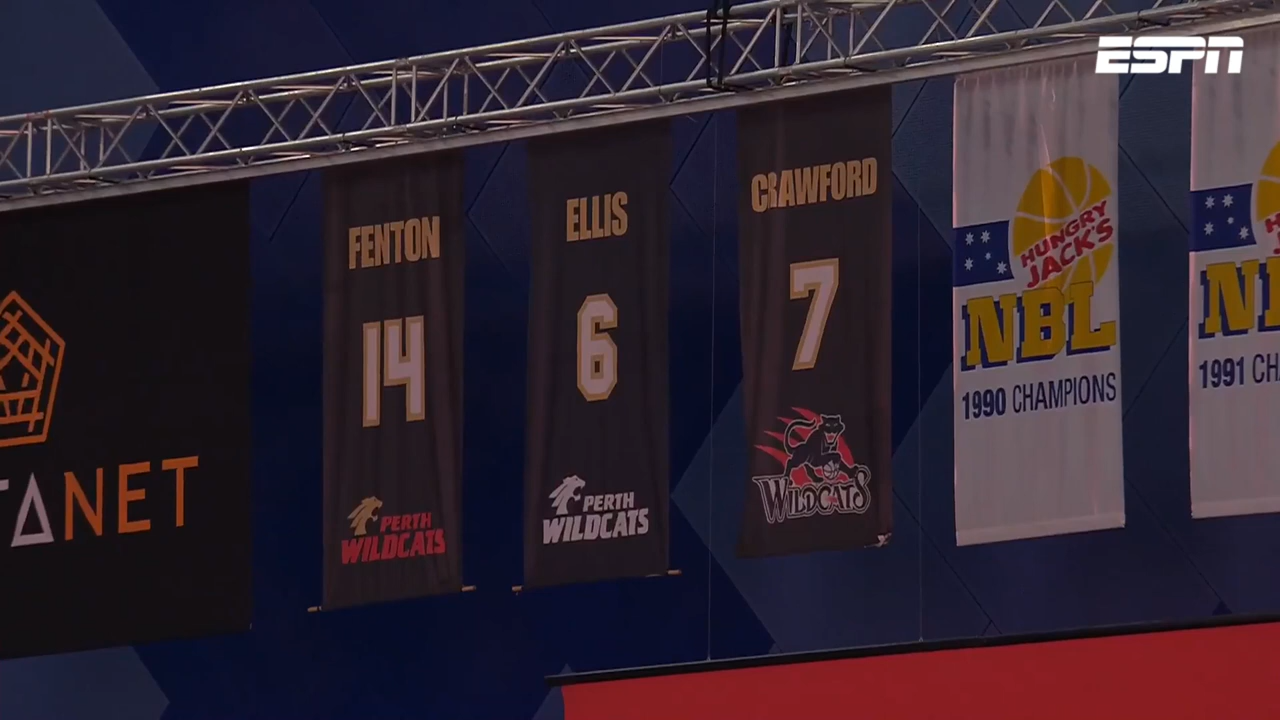 ESPN
TANET
FENTON
14
PERTH
WILDCATS
ELLIS
6
PERTH
WILDCATS
CRAWFORD
7
WILDCATS
HUNGRY
JACK'S
NBL
1990 CHAMPIONS
1991 CH